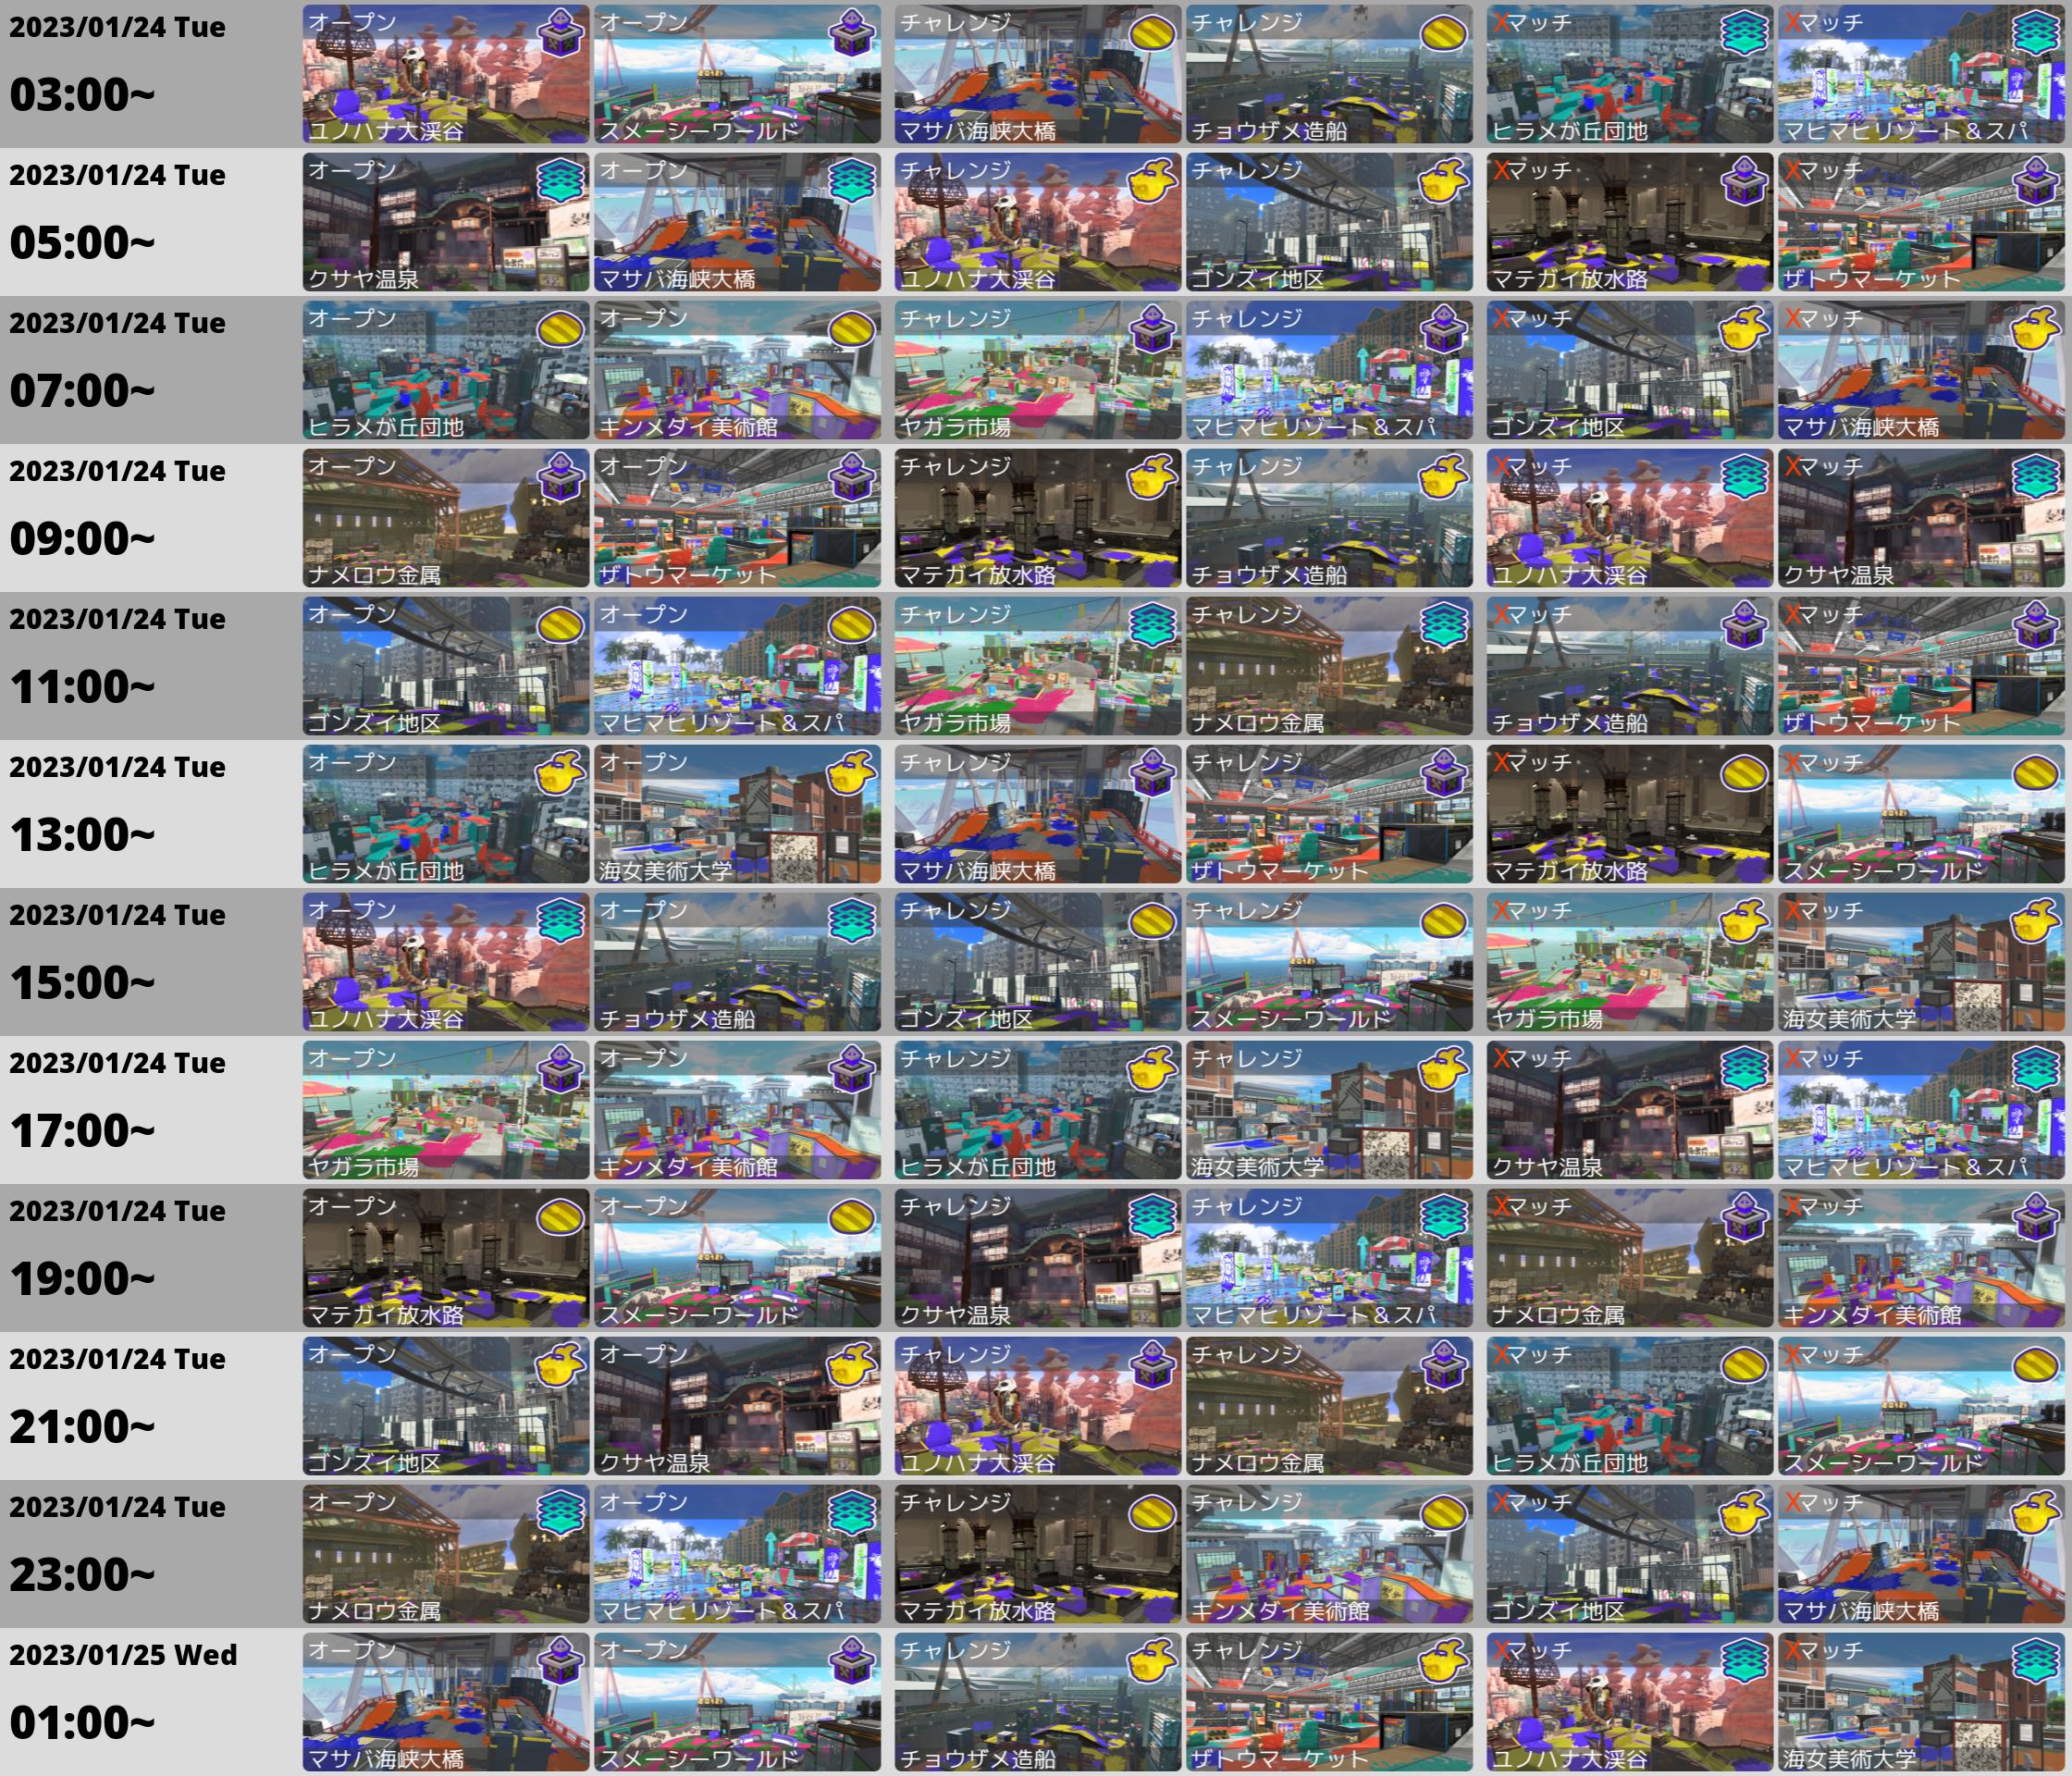 2023/01/24 Tue
03:00~
オープン オープン チャレンジ チャレンジ Xマッチ Xマッチ
ユノハナ大渓谷 スメーシーワールド マサバ海峡大橋 チョウザメ造船 ヒラメが丘団地 マヒマヒリゾート＆スパ
2023/01/24 Tue
05:00~
オープン オープン チャレンジ チャレンジ Xマッチ Xマッチ
クサヤ温泉 マサバ海峡大橋 ユノハナ大渓谷 ゴンズイ地区 マテガイ放水路 ザトウマーケット
2023/01/24 Tue
07:00~
オープン オープン チャレンジ チャレンジ Xマッチ Xマッチ
ヒラメが丘団地 キンメダイ美術館 ヤガラ市場 マヒマヒリゾート＆スパ ゴンズイ地区 マサバ海峡大橋
2023/01/24 Tue
09:00~
オープン オープン チャレンジ チャレンジ Xマッチ Xマッチ
ナメロウ金属 ザトウマーケット マテガイ放水路 チョウザメ造船 ユノハナ大渓谷 クサヤ温泉
2023/01/24 Tue
11:00~
オープン オープン チャレンジ チャレンジ Xマッチ Xマッチ
ゴンズイ地区 マヒマヒリゾート＆スパ ヤガラ市場 ナメロウ金属 チョウザメ造船 ザトウマーケット
2023/01/24 Tue
13:00~
オープン オープン チャレンジ チャレンジ Xマッチ Xマッチ
ヒラメが丘団地 海女美術大学 マサバ海峡大橋 ザトウマーケット マテガイ放水路 スメーシーワールド
2023/01/24 Tue
15:00~
オープン オープン チャレンジ チャレンジ Xマッチ Xマッチ
ユノハナ大渓谷 チョウザメ造船 ゴンズイ地区 スメーシーワールド ヤガラ市場 海女美術大学
2023/01/24 Tue
17:00~
オープン オープン チャレンジ チャレンジ Xマッチ Xマッチ
ヤガラ市場 キンメダイ美術館 ヒラメが丘団地 海女美術大学 クサヤ温泉 マヒマヒリゾート＆スパ
2023/01/24 Tue
19:00~
オープン オープン チャレンジ チャレンジ Xマッチ Xマッチ
マテガイ放水路 スメーシーワールド クサヤ温泉 マヒマヒリゾート＆スパ ナメロウ金属 キンメダイ美術館
2023/01/24 Tue
21:00~
オープン オープン チャレンジ チャレンジ Xマッチ Xマッチ
ゴンズイ地区 クサヤ温泉 ユノハナ大渓谷 ナメロウ金属 ヒラメが丘団地 スメーシーワールド
2023/01/24 Tue
23:00~
オープン オープン チャレンジ チャレンジ Xマッチ Xマッチ
ナメロウ金属 マヒマヒリゾート＆スパ マテガイ放水路 キンメダイ美術館 ゴンズイ地区 マサバ海峡大橋
2023/01/25 Wed
01:00~
オープン オープン チャレンジ チャレンジ Xマッチ Xマッチ
マサバ海峡大橋 スメーシーワールド チョウザメ造船 ザトウマーケット ユノハナ大渓谷 海女美術大学